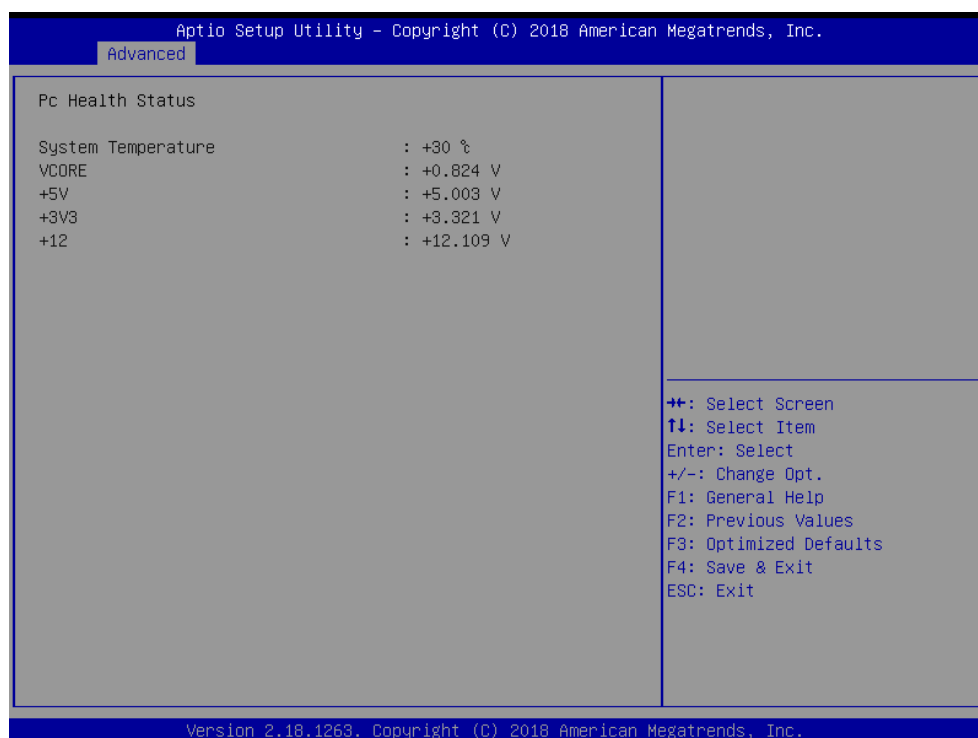 Aptio Setup Utility – Copyright (C) 2018 American Megatrends, Inc.
Advanced
Pc Health Status
System Temperature : +30 ℃
VCORE : +0.824 V
+5V : +5.003 V
+3V3 : +3.321 V
+12 : +12.109 V
→←: Select Screen
↑↓: Select Item
Enter: Select
+/-: Change Opt.
F1: General Help
F2: Previous Values
F3: Optimized Defaults
F4: Save & Exit
ESC: Exit
Version 2.18.1263. Copyright (C) 2018 American Megatrends, Inc.